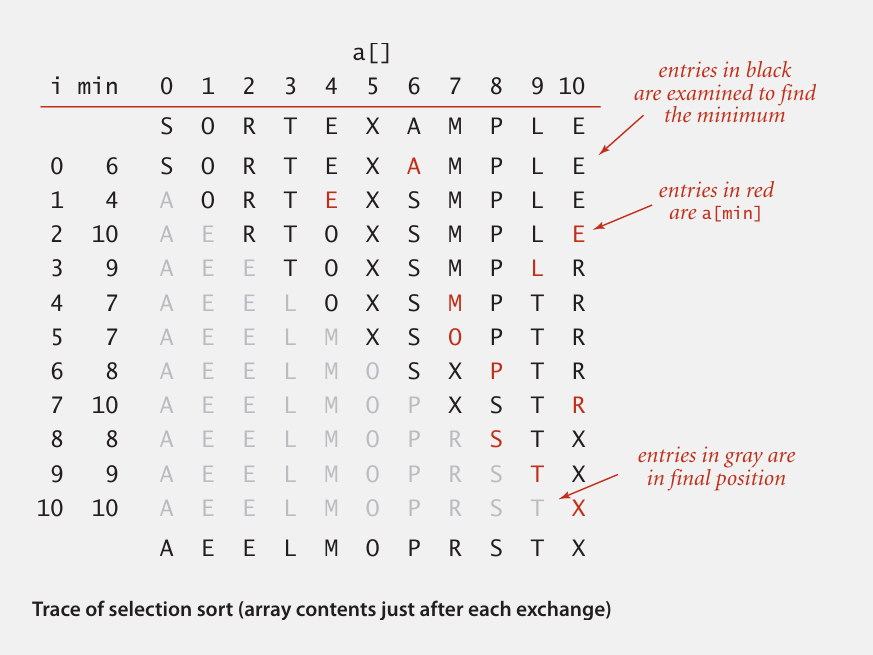 a[]
i min 0 1 2 3 4 5 6 7 8 9 10
S O R T E X A M P L E
0 6 S O R T E X A M P L E
1 4 A O R T E X S M P L E
2 10 A E R T O X S M P L E
3 9 A E E T O X S M P L R
4 7 A E E L O X S M P T R
5 7 A E E L M X S O P T R
6 8 A E E L M O S X P T R
7 10 A E E L M O P X S T R
8 8 A E E L M O P R S T X
9 9 A E E L M O P R S T X
10 10 A E E L M O P R S T X
A E E L M O P R S T X
entries in black
are examined to find
the minimum
entries in red
are a[min]
entries in gray are
in final position
Trace of selection sort (array contents just after each exchange)